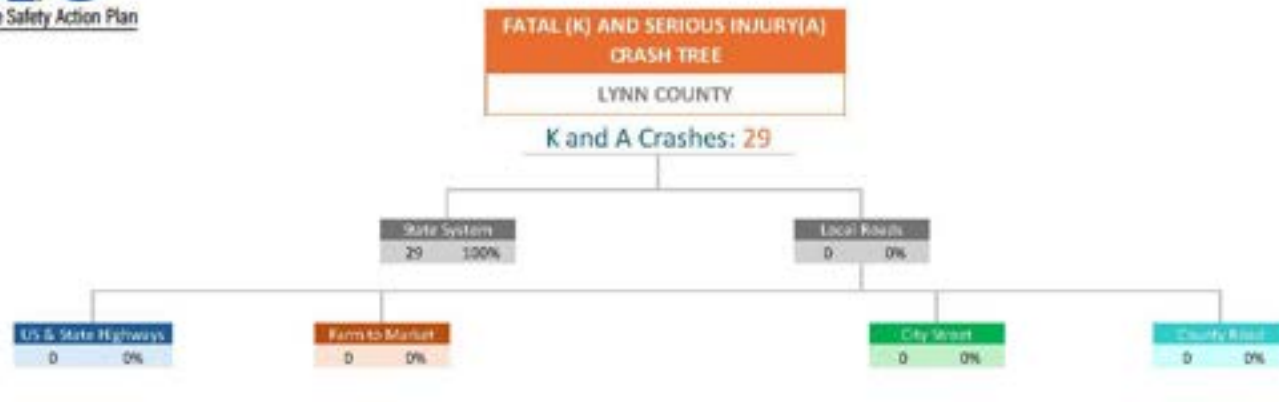 Safety Action Plan
FATAL (K) AND SERIOUS INJURY(A)
CRASH TREE
LYNN COUNTY
K and A Crashes: 29
State System
29 100%
Local Roads
0 0%
US & State Highways
0 0%
Farm to Market
0 0%
City Street
0 0%
County Road
0 0%